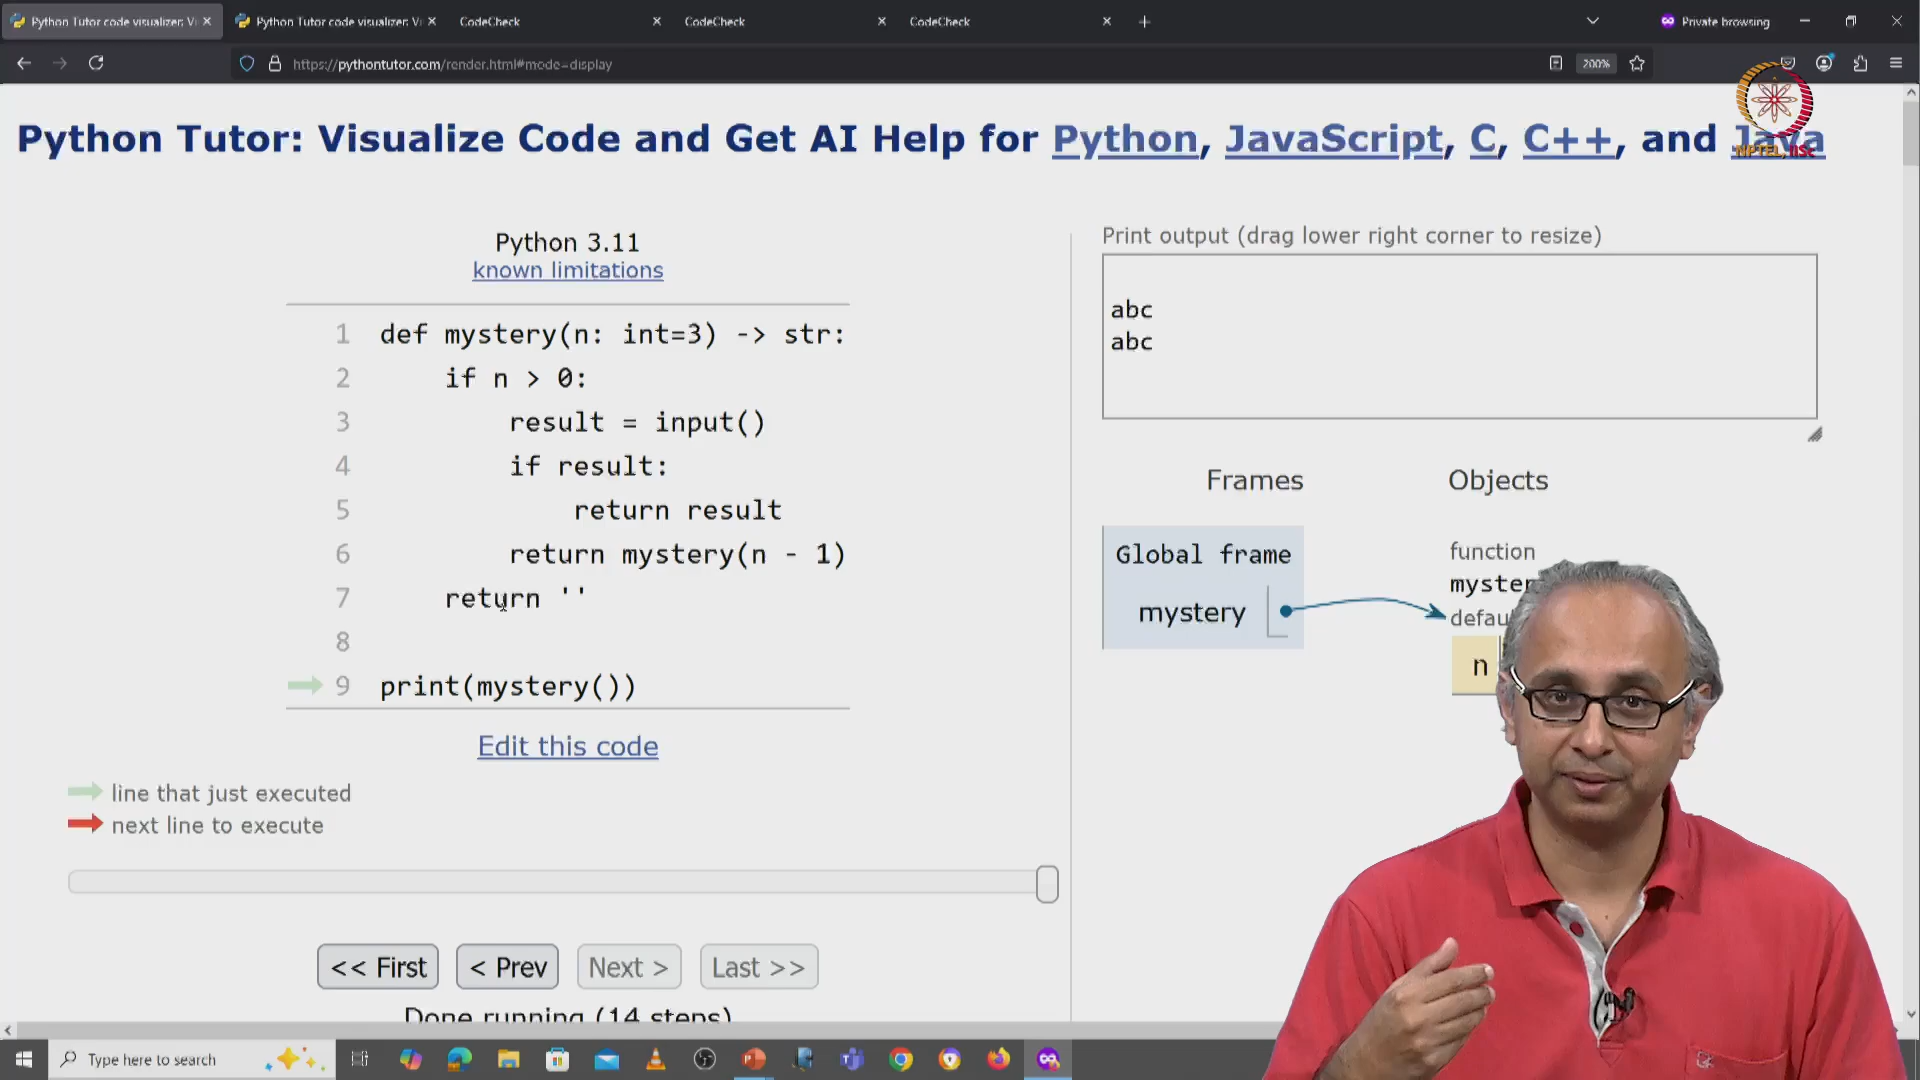 Python Tutor code visualizer: Vi
Python Tutor code visualizer: Vi
CodeCheck
CodeCheck
CodeCheck
Private browsing
https://pythontutor.com/render.html#mode=display
200%
Python Tutor: Visualize Code and Get AI Help for Python, JavaScript, C, C++, and Java
NPTEL, IISc
Python 3.11
known limitations
1 def mystery(n: int=3) -> str:
2 if n > 0:
3 result = input()
4 if result:
5 return result
6 return mystery(n - 1)
7 return ''
8
9 print(mystery())
Edit this code
line that just executed
next line to execute
<< First
< Prev
Next >
Last >>
Done running (14 steps)
Print output (drag lower right corner to resize)
abc
abc
Frames
Objects
Global frame
mystery
function
myster
defau
n
Type here to search